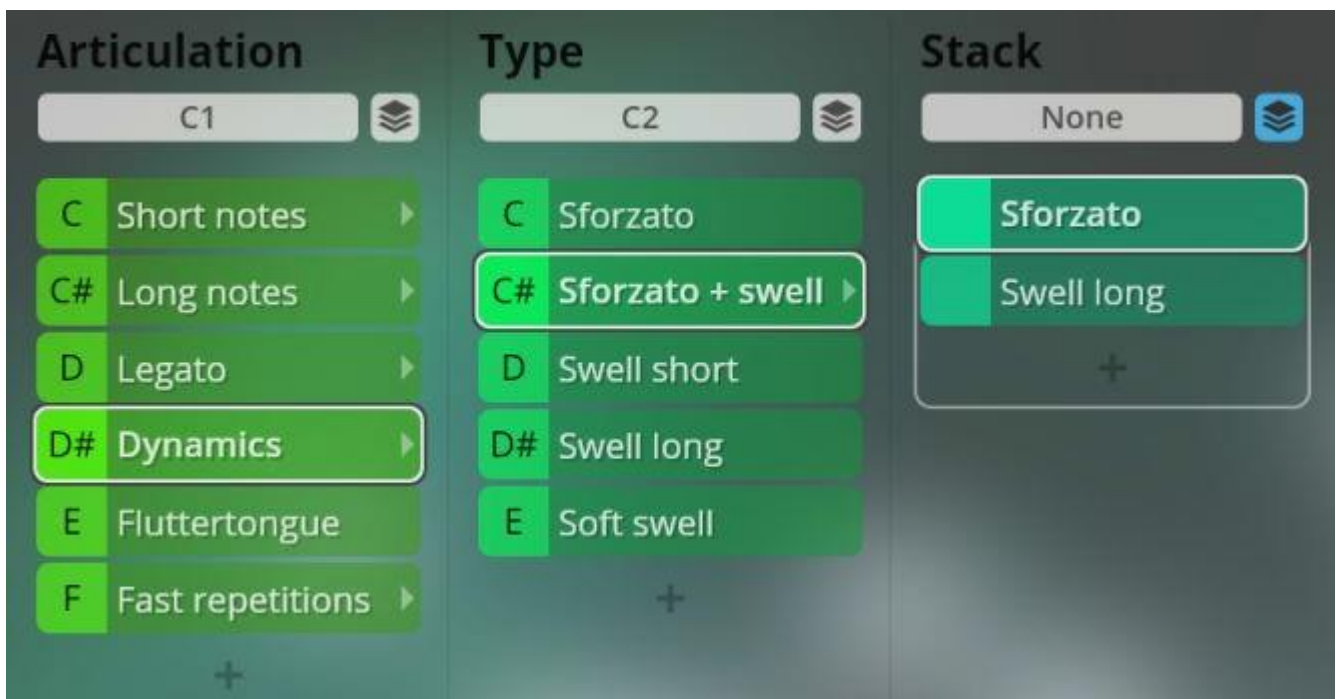 Articulation
C1
C Short notes
C# Long notes
D Legato
D# Dynamics
E Fluttertongue
F Fast repetitions
+
Type
C2
C Sforzato
C# Sforzato + swell
D Swell short
D# Swell long
E Soft swell
+
Stack
None
Sforzato
Swell long
+